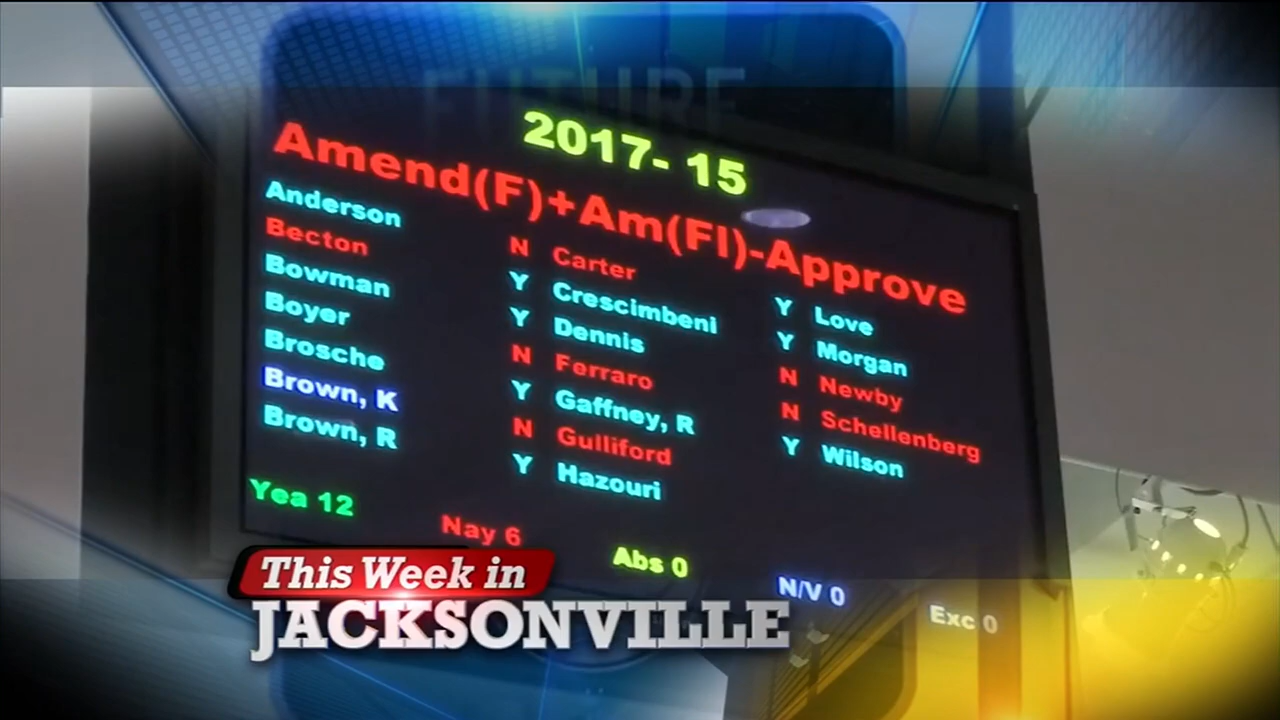 FUTURE
2017- 15
Amend(F)+Am(FI)-Approve
Anderson
Becton N Carter Y Love
Bowman Y Crescimbeni Y Morgan
Boyer Y Dennis N Newby
Brosche N Ferraro N Schellenberg
Brown, K Y Gaffney, R Y Wilson
Brown, R N Gulliford
Y Hazouri
Yea 12 Nay 6 Abs 0 N/V 0 Exc 0
This Week in
JACKSONVILLE